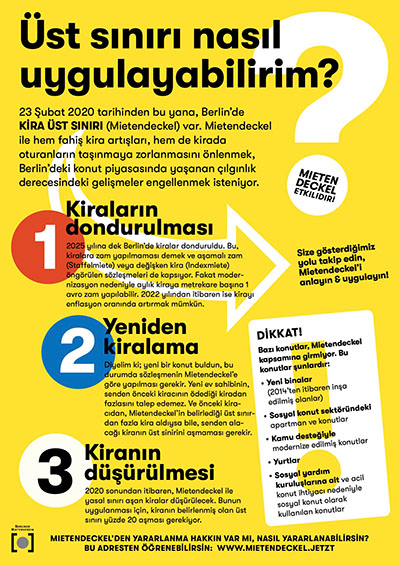 Üst sınırı nasıl
uygulayabilirim?
23 Şubat 2020 tarihinden bu yana, Berlin’de
KİRA ÜST SINIRI (Mietendeckel) var. Mietendeckel
ile hem fahiş kira artışları, hem de kirada
oturanların taşınmaya zorlanmasını önlenmek,
Berlin’deki konut piyasasında yaşanan çılgınlık
derecesindeki gelişmeler engellenmek isteniyor.
MIETEN
DECKEL
ETKİLİDİR!
1
Kiraların
dondurulması
2025 yılına dek Berlin’de kiralar donduruldu. Bu,
kiralara zam yapılmaması demek ve aşamalı zam
(Staffelmiete) veya değişken kira (Indexmiete)
öngörülen sözleşmeleri de kapsıyor. Fakat moder-
nizasyon nedeniyle aylık kiraya metrekare başına 1
avro zam yapılabilir. 2022 yılından itibaren ise kirayı
enflasyon oranında artırmak mümkün.
Size gösterdiğimiz
yolu takip edin,
Mietendeckel’i
anlayın & uygulayın!
2
Yeniden
kiralama
Diyelim ki; yeni bir konut buldun, bu
durumda sözleşmenin Mietendeckel’e
göre yapılması gerekir. Yeni ev sahibinin,
senden önceki kiracının ödediği kiradan
fazlasını talep edemez. Ve önceki kira-
cıdan, Mietendeckel’in belirlediği üst sınır-
dan fazla kira aldıysa bile, senden ala-
cağı kiranın üst sinirini aşmaması gerekir.
3
Kiranın
düşürülmesi
2020 sonundan itibaren, Mietendeckel ile
yasal sınırı aşan kiralar düşürülecek. Bunun
uygulanması için, kiranın belirlenmiş olan üst
sınırı yüzde 20 aşması gerekiyor.
DİKKAT!
Bazı konutlar, Mietendeckel
kapsamına girmiyor. Bu
konutlar şunlardır:
• Yeni binalar
(2014’ten itibaren inşa
edilmiş olanlar)
• Sosyal konut sektöründeki
apartman ve konutlar
• Kamu desteğiyle
modernize edilmiş konutlar
• Yurtlar
• Sosyal yardım
kuruluşlarına ait ve acil
konut ihtiyacı nedeniyle
sosyal konut olarak
kullanılan konutlar
BERLINER
MIETERVEREIN
MIETENDECKEL’DEN YARARLANMA HAKKIN VAR MI, NASIL YARARLANABİLİRSİN?
BU ADRESTEN ÖĞRENEBİLİRSİN: WWW.MIETENDECKEL.JETZT